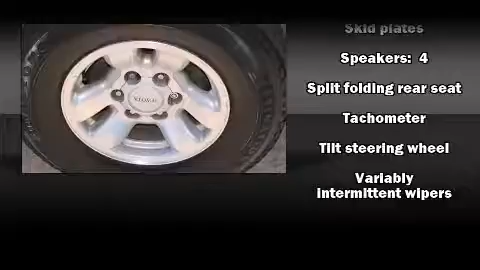 Skid plates
Speakers: 4
Split folding rear seat
Tachometer
Tilt steering wheel
Variably
intermittent wipers